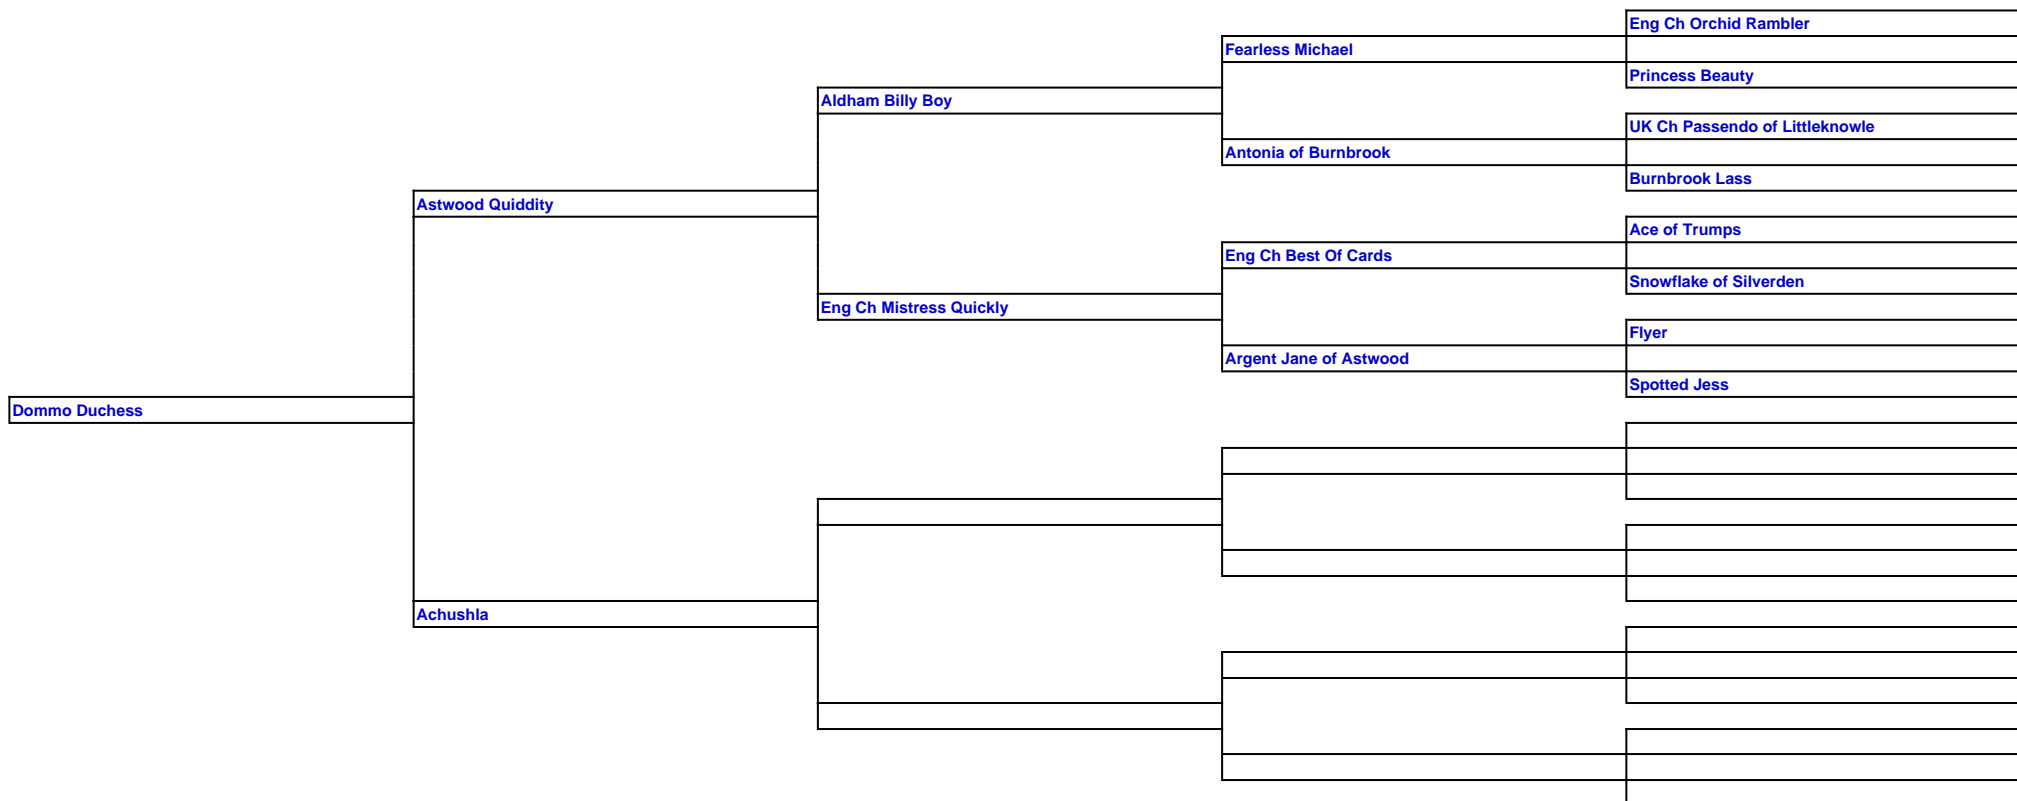 Eng Ch Orchid Rambler
Fearless Michael
Princess Beauty
Aldham Billy Boy
UK Ch Passendo of Littleknowle
Antonia of Burnbrook
Burnbrook Lass
Astwood Quiddity
Ace of Trumps
Eng Ch Best Of Cards
Snowflake of Silverden
Eng Ch Mistress Quickly
Flyer
Argent Jane of Astwood
Spotted Jess
Dommo Duchess
Achushla